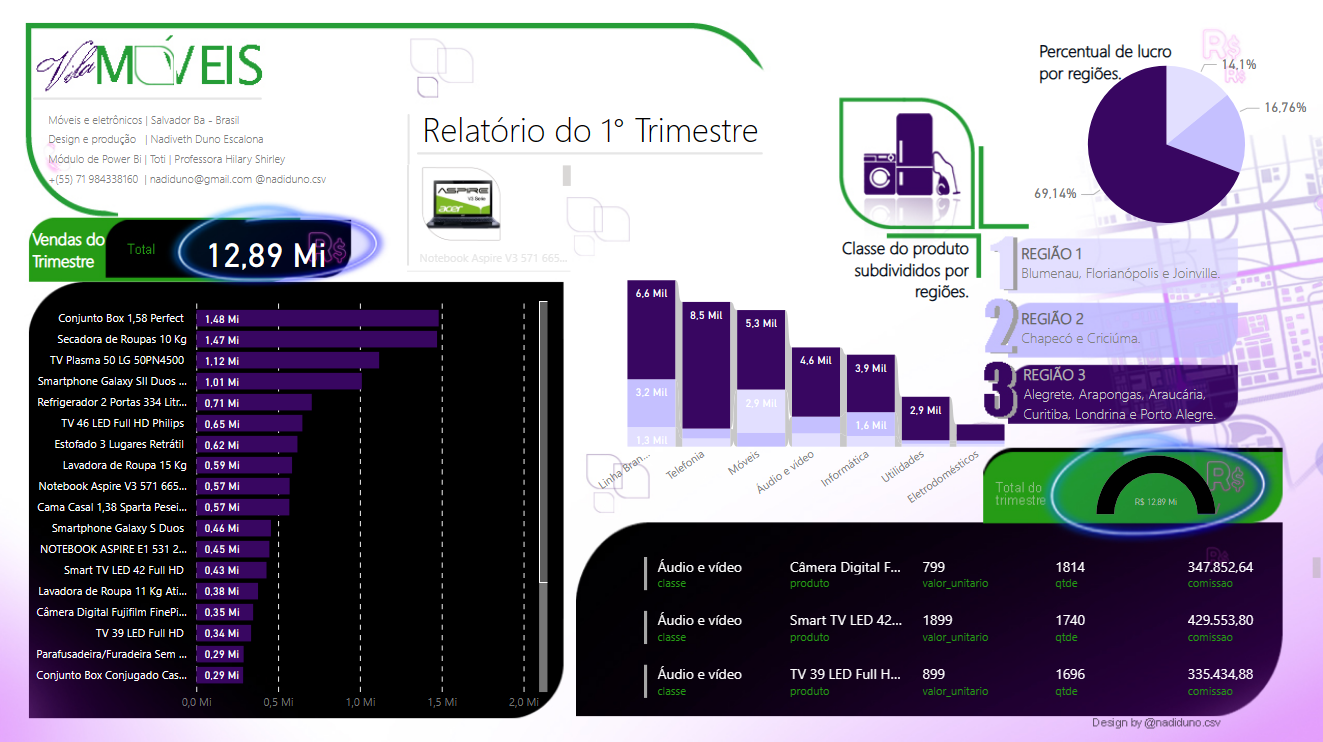 Vila MÓVEIS
Móveis e eletrônicos | Salvador Ba - Brasil
Design e produção | Nadiveth Duno Escalona
Módulo de Power Bi | Toti | Professora Hilary Shirley
+(55) 71 984338160 | nadiduno@gmail.com @nadiduno.csv
Relatório do 1° Trimestre
ASPIRE
V3 Serie
acer
Notebook Aspire V3 571 665...
Percentual de lucro
por regiões.
R$
R$
14,1%
16,76%
69,14%
Classe do produto
subdivididos por
regiões.
1 REGIÃO 1
Blumenau, Florianópolis e Joinville.
2 REGIÃO 2
Chapecó e Criciúma.
3 REGIÃO 3
Alegrete, Arapongas, Araucária,
Curitiba, Londrina e Porto Alegre.
Vendas do
Trimestre
Total
12,89 Mi
R$
Conjunto Box 1,58 Perfect 1,48 Mi
Secadora de Roupas 10 Kg 1,47 Mi
TV Plasma 50 LG 50PN4500 1,12 Mi
Smartphone Galaxy SII Duos ... 1,01 Mi
Refrigerador 2 Portas 334 Litr... 0,71 Mi
TV 46 LED Full HD Philips 0,65 Mi
Estofado 3 Lugares Retrátil 0,62 Mi
Lavadora de Roupa 15 Kg 0,59 Mi
Notebook Aspire V3 571 665... 0,57 Mi
Cama Casal 1,38 Sparta Pesei... 0,57 Mi
Smartphone Galaxy S Duos 0,46 Mi
NOTEBOOK ASPIRE E1 531 2... 0,45 Mi
Smart TV LED 42 Full HD 0,43 Mi
Lavadora de Roupa 11 Kg Ati... 0,38 Mi
Câmera Digital Fujifilm FinePi... 0,35 Mi
TV 39 LED Full HD 0,34 Mi
Parafusadeira/Furadeira Sem ... 0,29 Mi
Conjunto Box Conjugado Cas... 0,29 Mi
0,0 Mi 0,5 Mi 1,0 Mi 1,5 Mi 2,0 Mi
6,6 Mil
8,5 Mil
5,3 Mil
4,6 Mil
3,9 Mil
3,2 Mil
2,9 Mil
2,9 Mil
1,6 Mil
1,3 Mil
Linha Bran... Telefonia Móveis Áudio e vídeo Informática Utilidades Eletrodomésticos
Total do
trimestre
R$ 12.89 Mi
R$
R$
Áudio e vídeo Câmera Digital F... 799 1814 347.852,64
classe produto valor_unitario qtde comissao
Áudio e vídeo Smart TV LED 42... 1899 1740 429.553,80
classe produto valor_unitario qtde comissao
Áudio e vídeo TV 39 LED Full H... 899 1696 335.434,88
classe produto valor_unitario qtde comissao
Design by @nadiduno.csv